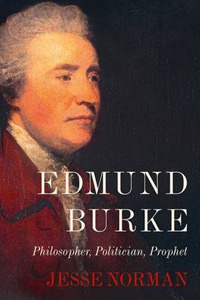 EDMUND
BURKE
Philosopher, Politician, Prophet
JESSE NORMAN